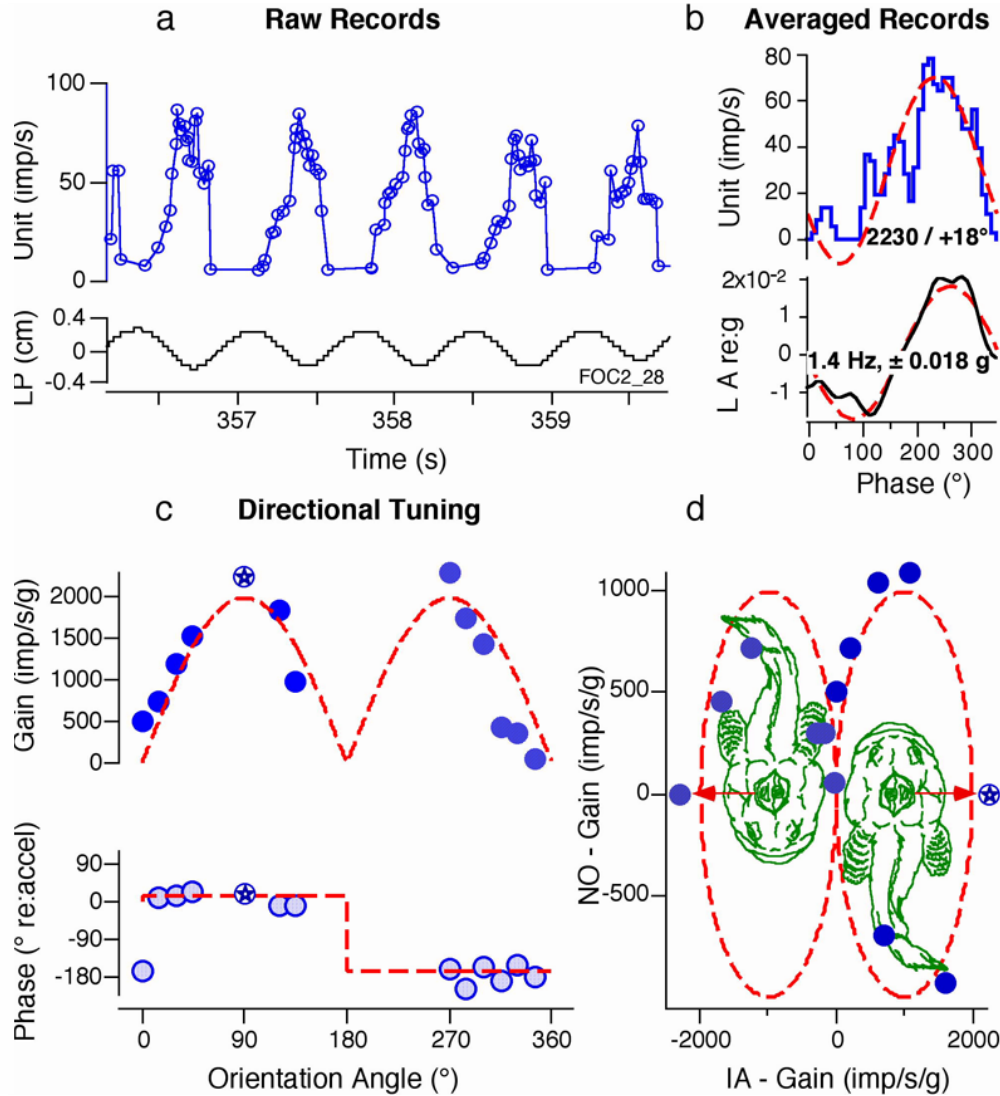 a
Raw Records
b
Averaged Records
Unit (imp/s)
100
50
0
LP (cm)
0.4
0
-0.4
FOC2_28
357
358
359
Time (s)
Unit (imp/s)
80
60
40
20
0
2230 / +18°
L A re:g
2x10-2
1
0
-1
1.4 Hz, ± 0.018 g
0
100
200
300
Phase (°)
c
Directional Tuning
d
Gain (imp/s/g)
2000
1500
1000
500
0
Phase (° re:accel)
90
0
-90
-180
0
90
180
270
360
Orientation Angle (°)
NO - Gain (imp/s/g)
1000
500
0
-500
-2000
0
2000
IA - Gain (imp/s/g)